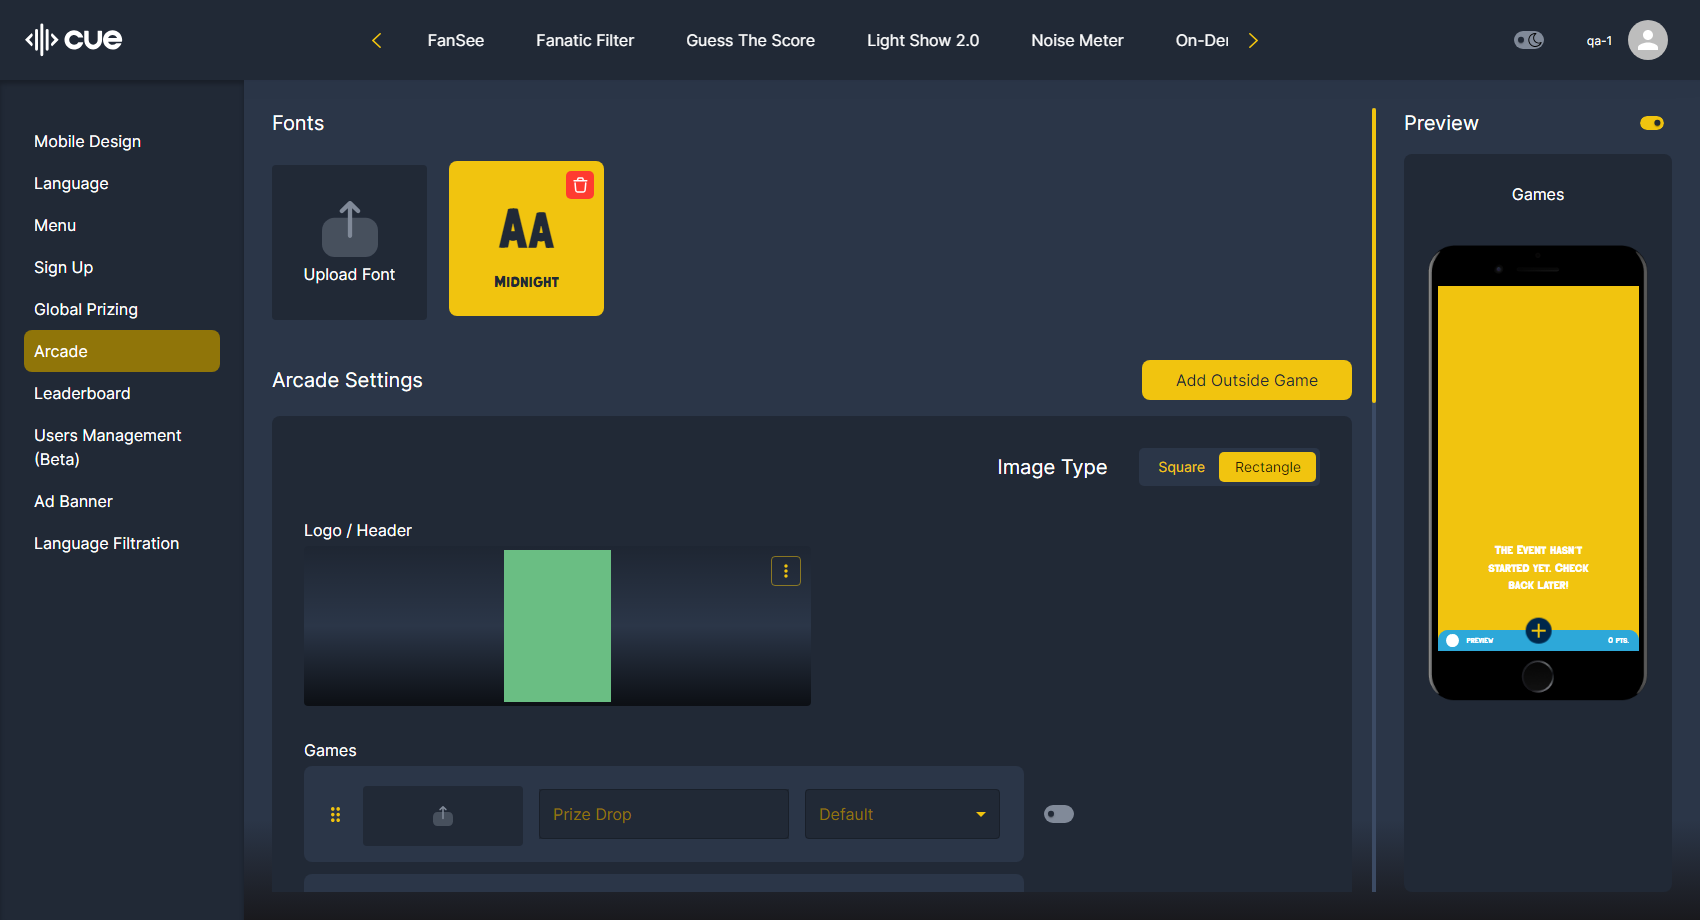 cue
FanSee
Fanatic Filter
Guess The Score
Light Show 2.0
Noise Meter
On-De
qa-1
Mobile Design
Language
Menu
Sign Up
Global Prizing
Arcade
Leaderboard
Users Management
(Beta)
Ad Banner
Language Filtration
Fonts
Upload Font
AA
MIDNIGHT
Arcade Settings
Add Outside Game
Image Type
Square
Rectangle
Logo / Header
Games
Prize Drop
Default
Preview
Games
THE EVENT HASN'T
STARTED YET. CHECK
BACK LATER!
PREVIEW
0 PTS.